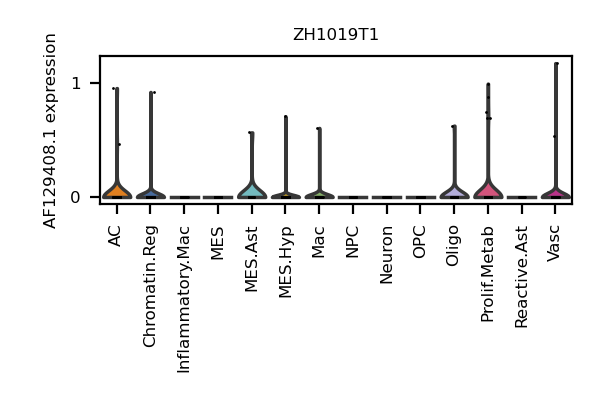 ZH1019T1
AF129408.1 expression
1
0
AC
Chromatin.Reg
Inflammatory.Mac
MES
MES.Ast
MES.Hyp
Mac
NPC
Neuron
OPC
Oligo
Prolif.Metab
Reactive.Ast
Vasc